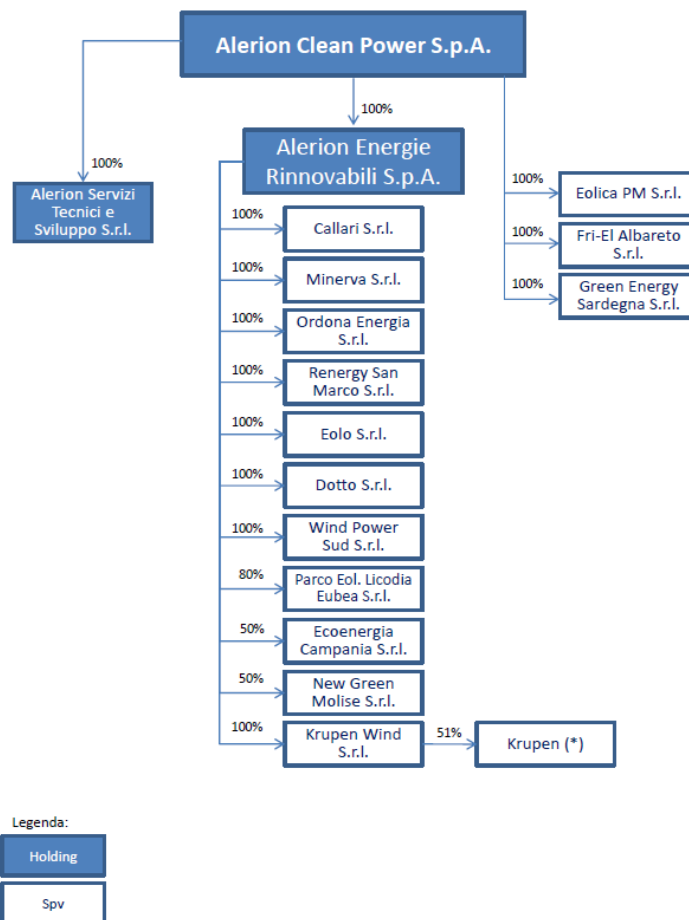 Alerion Clean Power S.p.A.
100%
100%
Alerion Servizi
Tecnici e
Sviluppo S.r.l.
Alerion Energie
Rinnovabili S.p.A.
100%
Eolica PM S.r.l.
100%
Fri-El Albareto
S.r.l.
100%
Green Energy
Sardegna S.r.l.
100%
Callari S.r.l.
100%
Minerva S.r.l.
100%
Ordona Energia
S.r.l.
100%
Renergy San
Marco S.r.l.
100%
Eolo S.r.l.
100%
Dotto S.r.l.
100%
Wind Power
Sud S.r.l.
80%
Parco Eol. Licodia
Eubea S.r.l.
50%
Ecoenergia
Campania S.r.l.
50%
New Green
Molise S.r.l.
100%
Krupen Wind
S.r.l.
51%
Krupen (*)
Legenda:
Holding
Spv